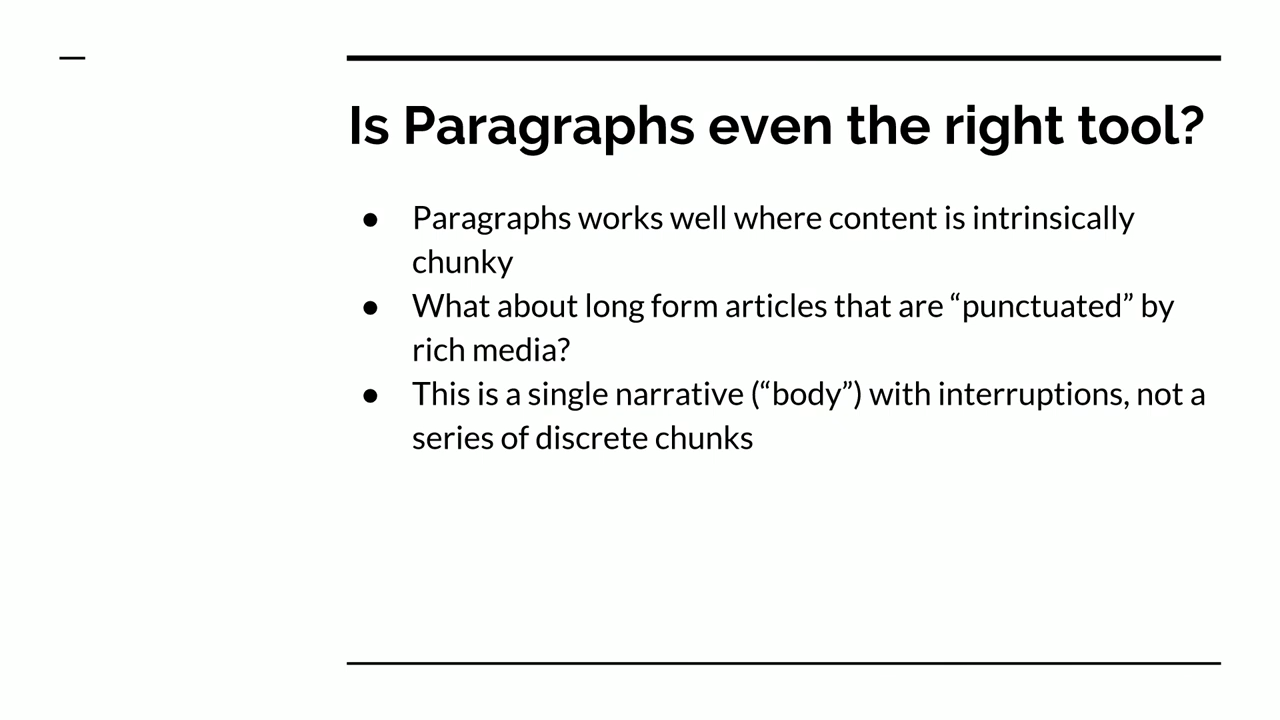 Is Paragraphs even the right tool?
● Paragraphs works well where content is intrinsically
chunky
● What about long form articles that are “punctuated” by
rich media?
● This is a single narrative (“body”) with interruptions, not a
series of discrete chunks